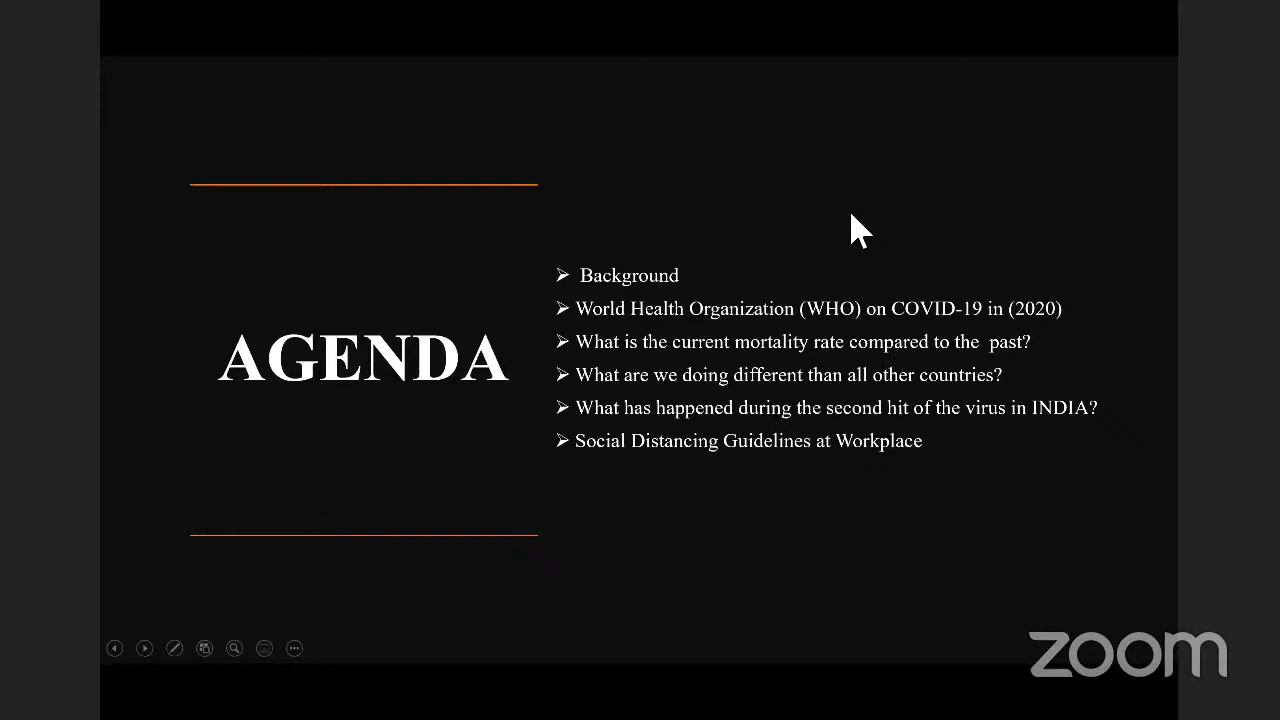 AGENDA
➢ Background
➢ World Health Organization (WHO) on COVID-19 in (2020)
➢ What is the current mortality rate compared to the past?
➢ What are we doing different than all other countries?
➢ What has happened during the second hit of the virus in INDIA?
➢ Social Distancing Guidelines at Workplace
zoom